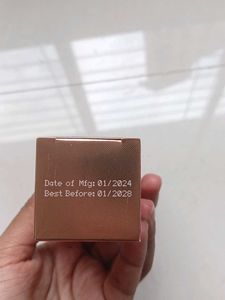 Date of Mfg: 01/2024
Best Before: 01/2028